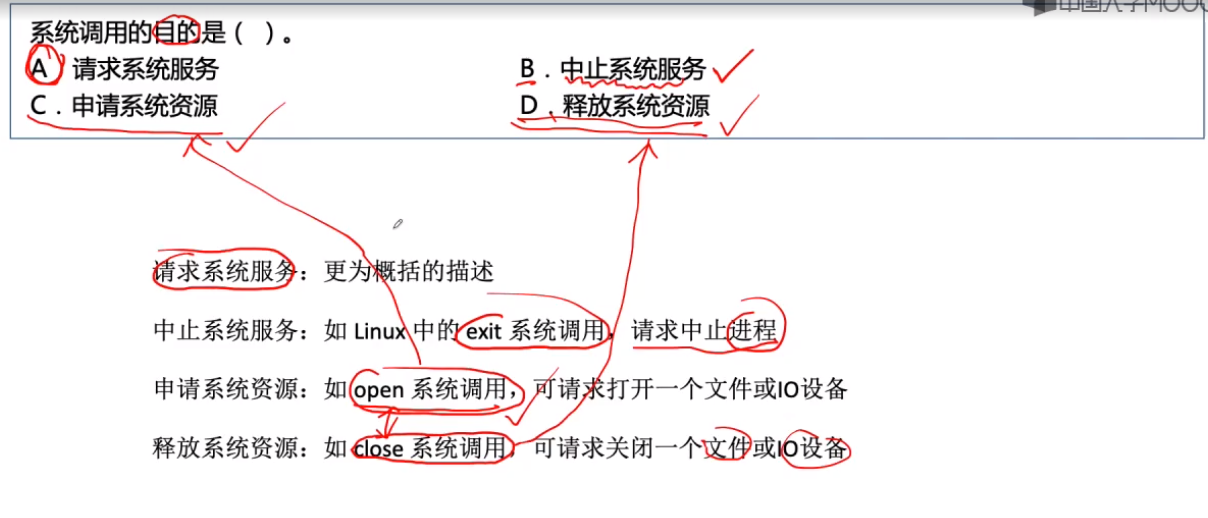 中国大学MOOC
系统调用的目的是（ ）。
A 请求系统服务 B．中止系统服务
C．申请系统资源 D．释放系统资源
请求系统服务：更为概括的描述
中止系统服务：如 Linux 中的 exit 系统调用，请求中止进程
申请系统资源：如 open 系统调用，可请求打开一个文件或IO设备
释放系统资源：如 close 系统调用，可请求关闭一个文件或IO设备